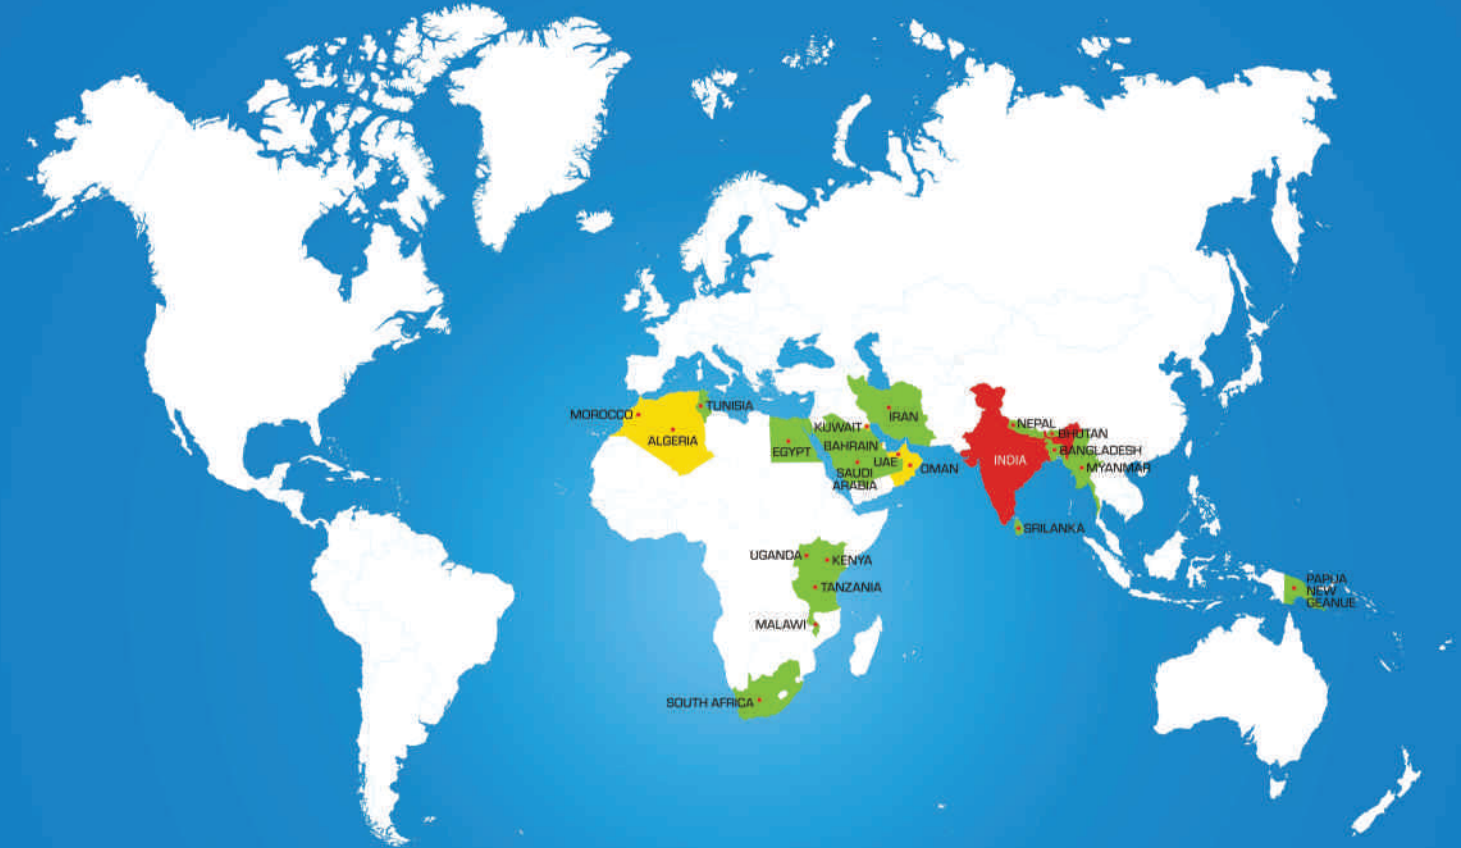 MOROCCO
TUNISIA
ALGERIA
EGYPT
KUWAIT
IRAN
BAHRAIN
UAE
SAUDI
ARABIA
OMAN
INDIA
NEPAL
BHUTAN
BANGLADESH
MYANMAR
SRILANKA
UGANDA
KENYA
TANZANIA
MALAWI
SOUTH AFRICA
PAPUA
NEW
GEANUE